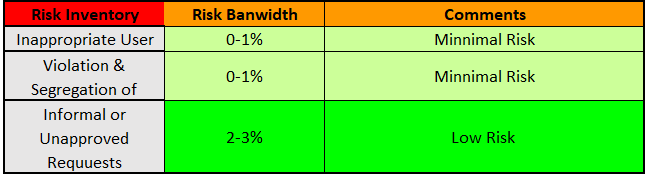 Risk Inventory Risk Banwidth Comments
Inappropriate User 0-1% Minnimal Risk
Violation &
Segregation of 0-1% Minnimal Risk
Informal or
Unapproved 2-3% Low Risk
Requuests